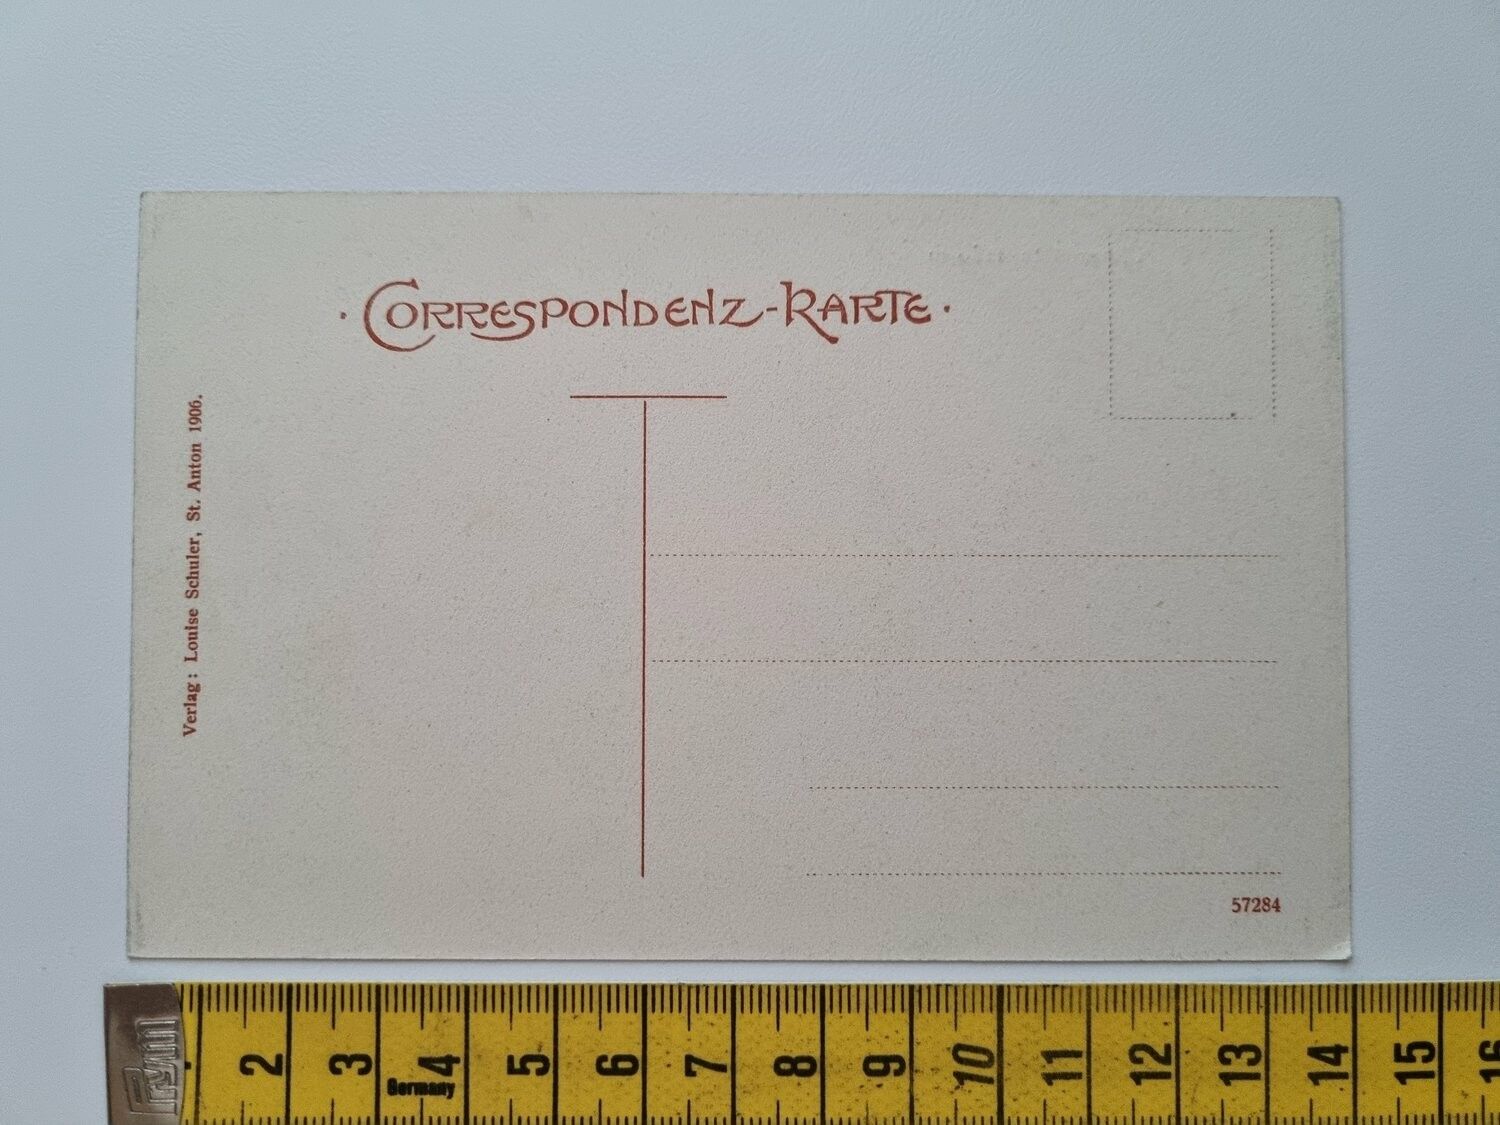 · CORRESPONDENZ-KARTE ·
Verlag: Louise Schuler, St. Anton 1906.
57284
Prym
2 3 4 5 6 7 8 9 10 11 12 13 14 15 16
Germany